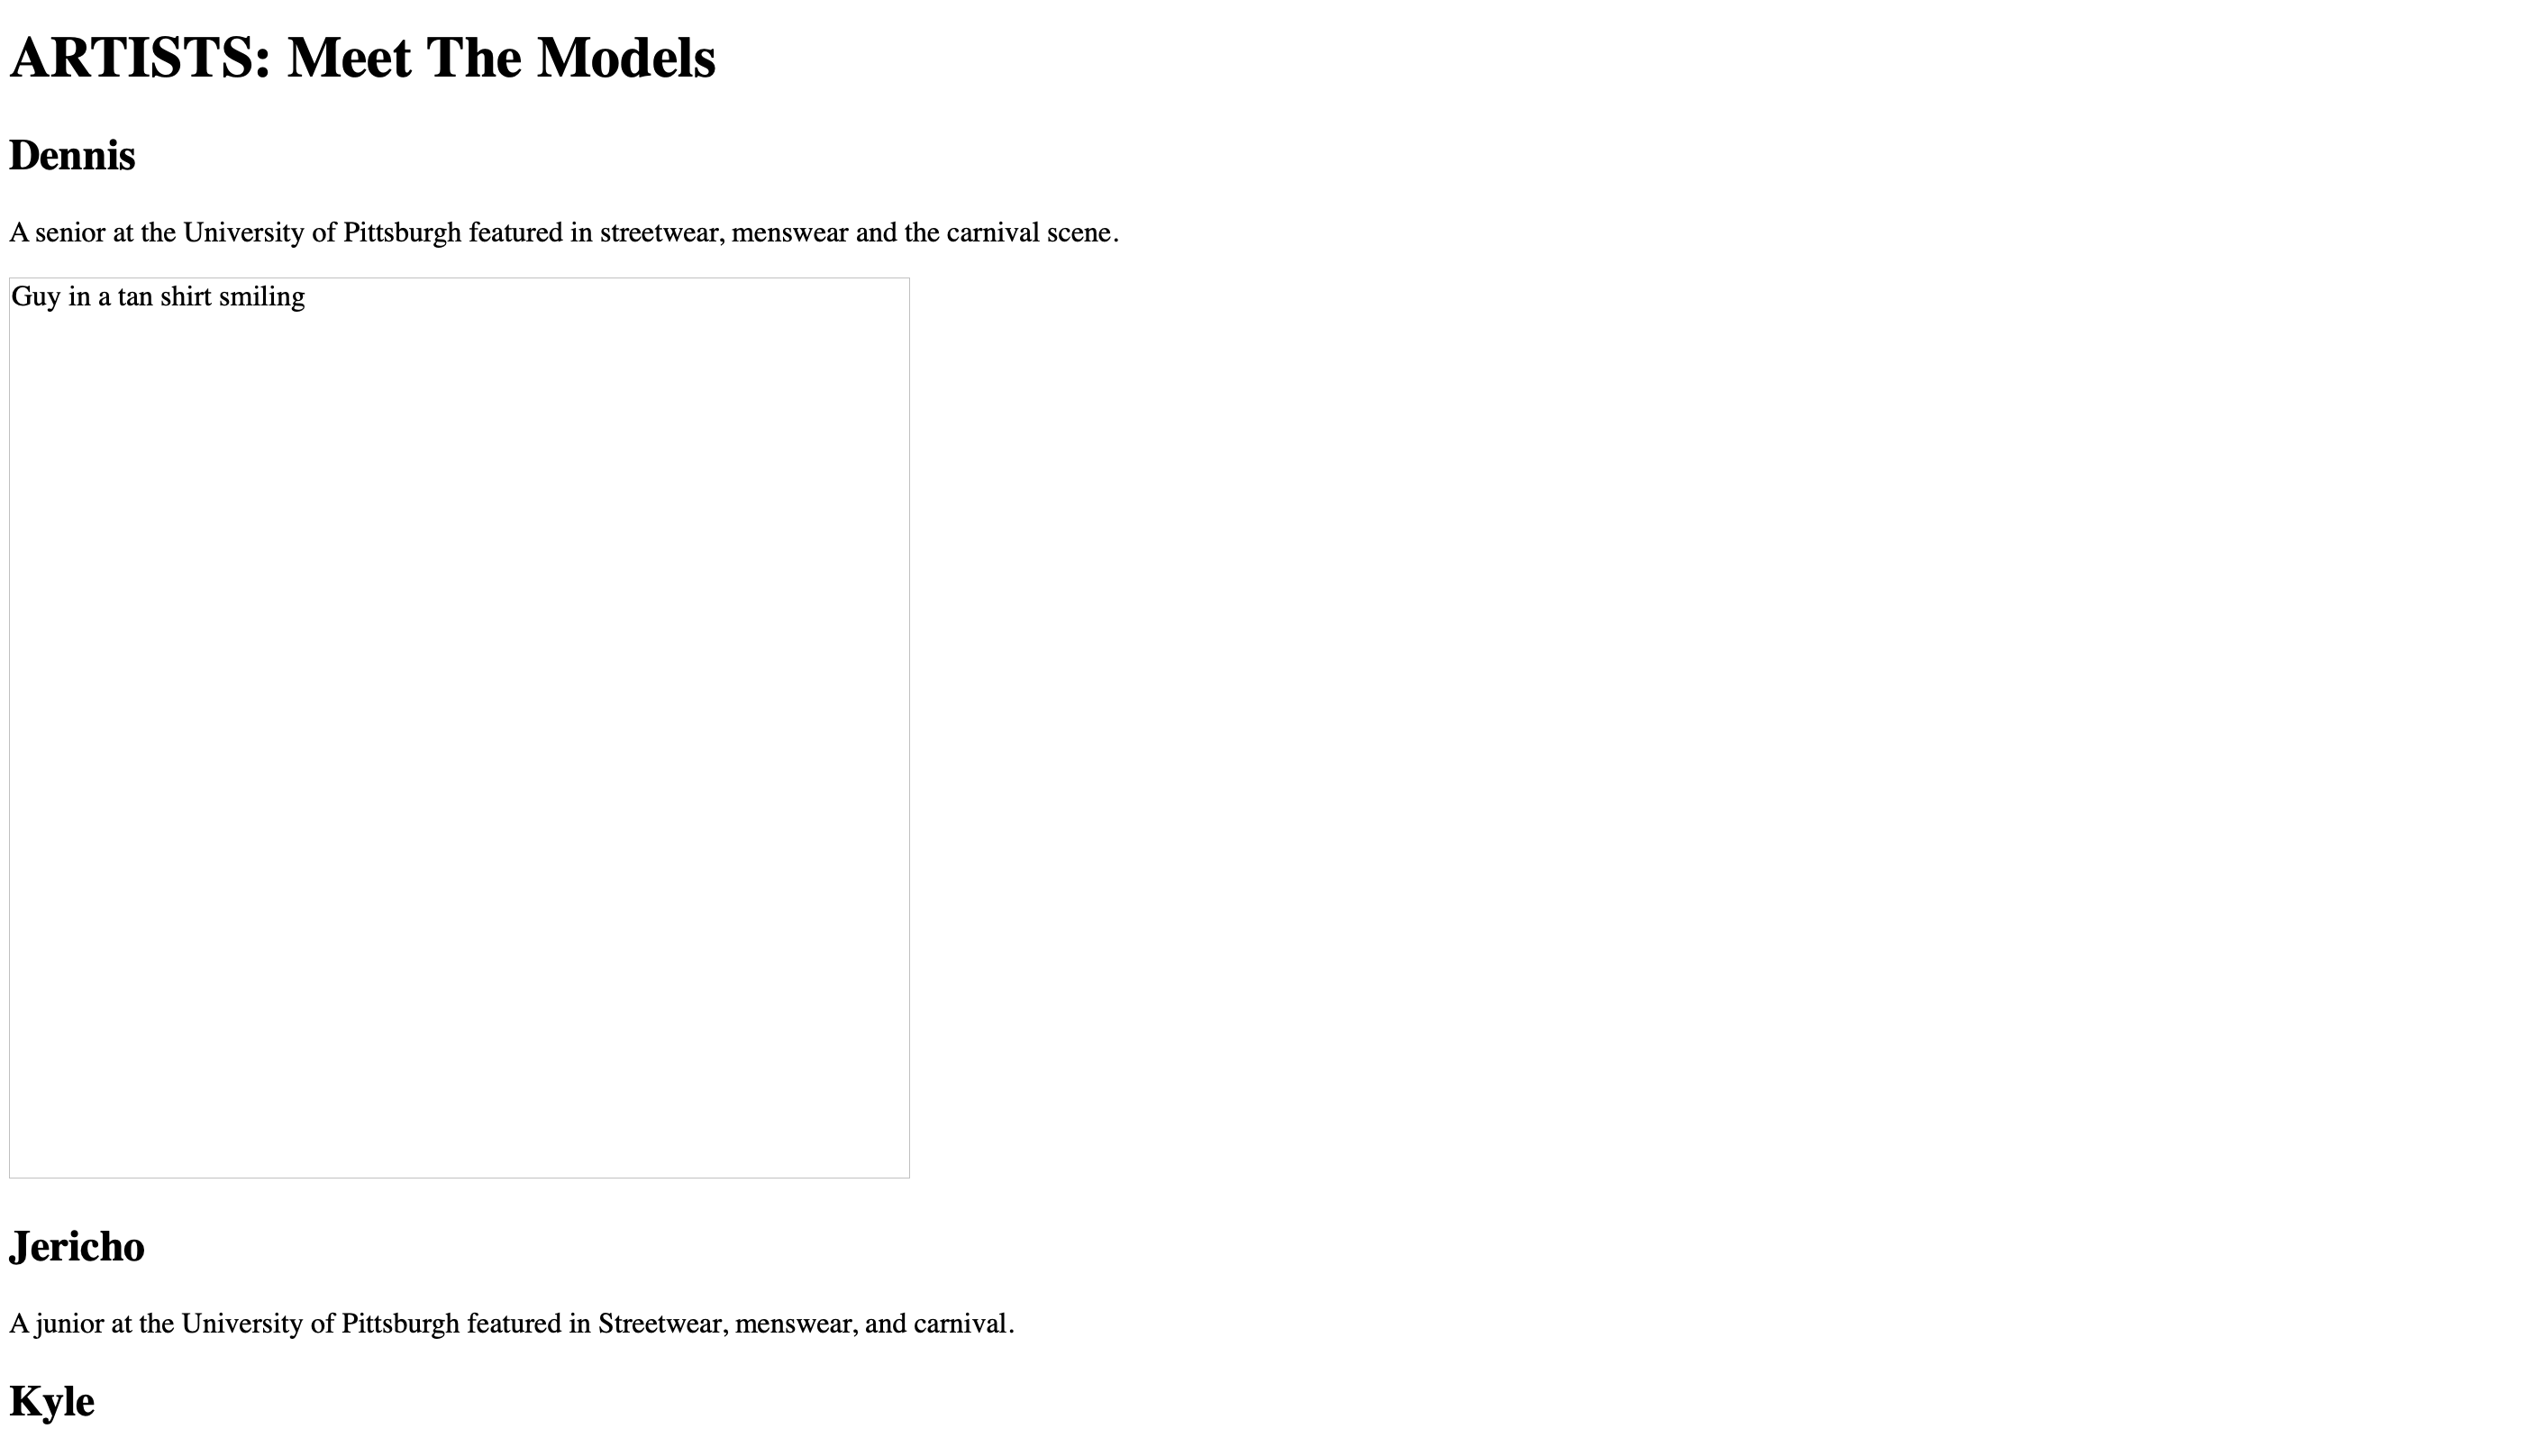 ARTISTS: Meet The Models
Dennis
A senior at the University of Pittsburgh featured in streetwear, menswear and the carnival scene.
Guy in a tan shirt smiling
Jericho
A junior at the University of Pittsburgh featured in Streetwear, menswear, and carnival.
Kyle